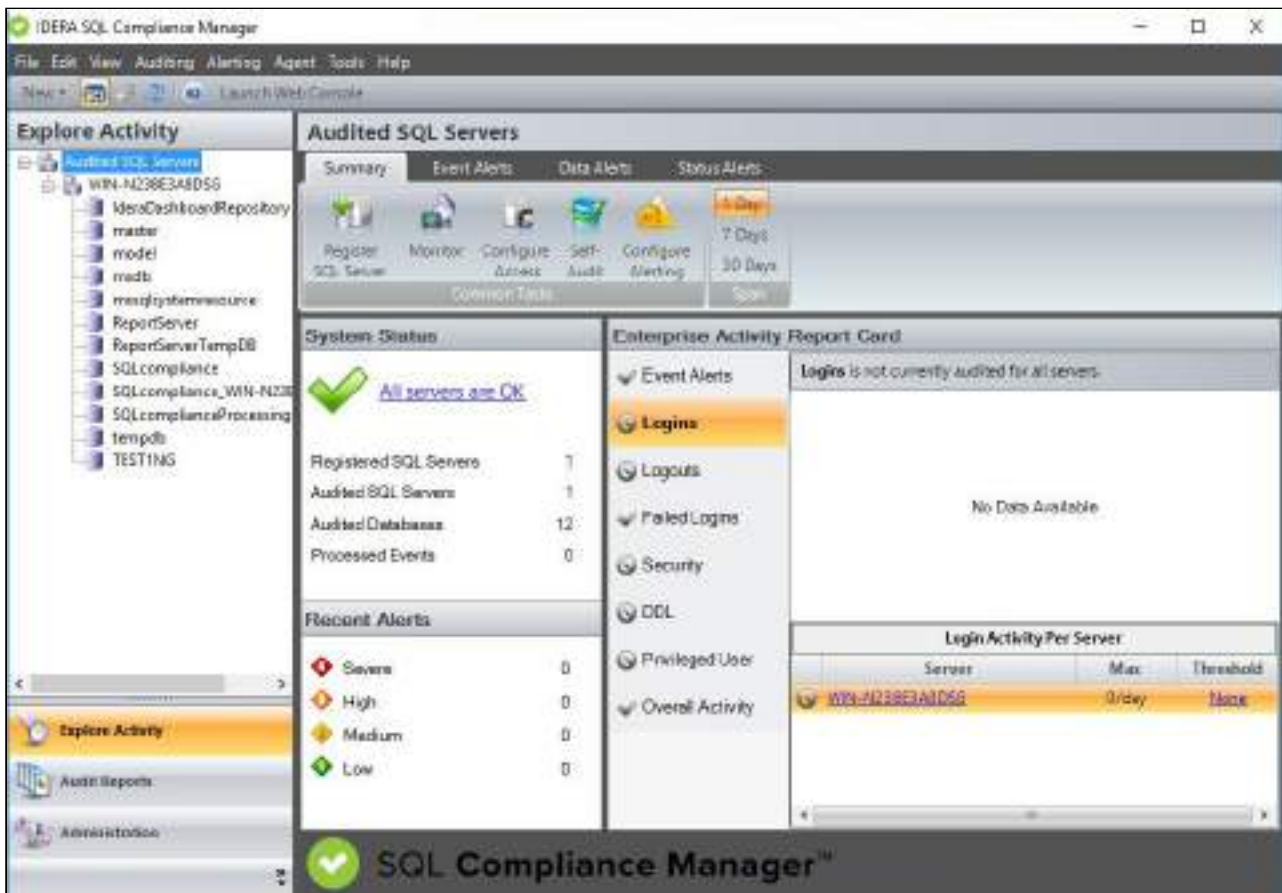 IDERA SQL Compliance Manager
File Edit View Auditing Alerting Agent Tools Help
New Launch Web Console
Explore Activity
Audited SQL Servers
WIN-N238E3A8D5G
IderaDashboardRepository
master
model
msdb
mssqlsystemresource
ReportServer
ReportServerTempDB
SQLcompliance
SQLcompliance_WIN-N238
SQLcomplianceProcessing
tempdb
TEST1NG
Explore Activity
Audit Reports
Administration
Audited SQL Servers
Summary Event Alerts Data Alerts Status Alerts
Register SQL Server
Monitor
Configure Access
Self-Audit
Configure Alerting
Common Tasks
1 Day
7 Days
30 Days
Span
System Status
All servers are OK
Registered SQL Servers 1
Audited SQL Servers 1
Audited Databases 12
Processed Events 0
Recent Alerts
Severe 0
High 0
Medium 0
Low 0
Enterprise Activity Report Card
Event Alerts
Logins
Logouts
Failed Logins
Security
DDL
Privileged User
Overall Activity
Logins is not currently audited for all servers.
No Data Available
Login Activity Per Server
Server Max Threshold
WIN-N238E3A8D5G 0/day None
SQL Compliance Manager™